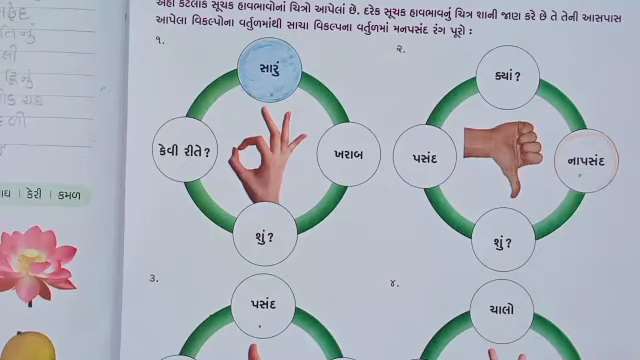 અહીં કેટલાંક સૂચક હાવભાવોનાં ચિત્રો આપેલાં છે. દરેક સૂચક હાવભાવનું ચિત્ર શાની જાણ કરે છે તે તેની આસપાસ
આપેલા વિકલ્પોના વર્તુળમાંથી સાચા વિકલ્પના વર્તુળમાં મનપસંદ રંગ પૂરો :
૧.
સારું
કેવી રીતે?
ખરાબ
શું?
૨.
ક્યાં?
પસંદ
નાપસંદ
શું?
૩.
પસંદ
૪.
ચાલો
। કેરી । કમળ